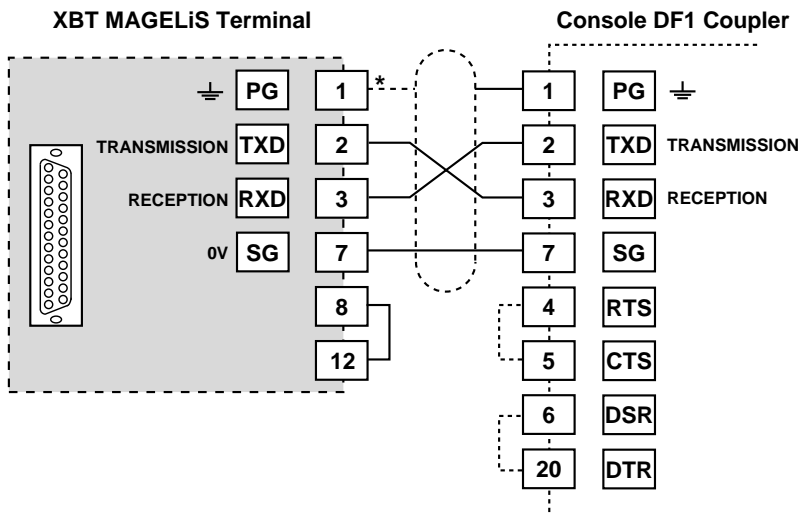 XBT MAGELiS Terminal
Console DF1 Coupler
PG 1 * 1 PG
TRANSMISSION TXD 2 2 TXD TRANSMISSION
RECEPTION RXD 3 3 RXD RECEPTION
0V SG 7 7 SG
8 4 RTS
12 5 CTS
6 DSR
20 DTR